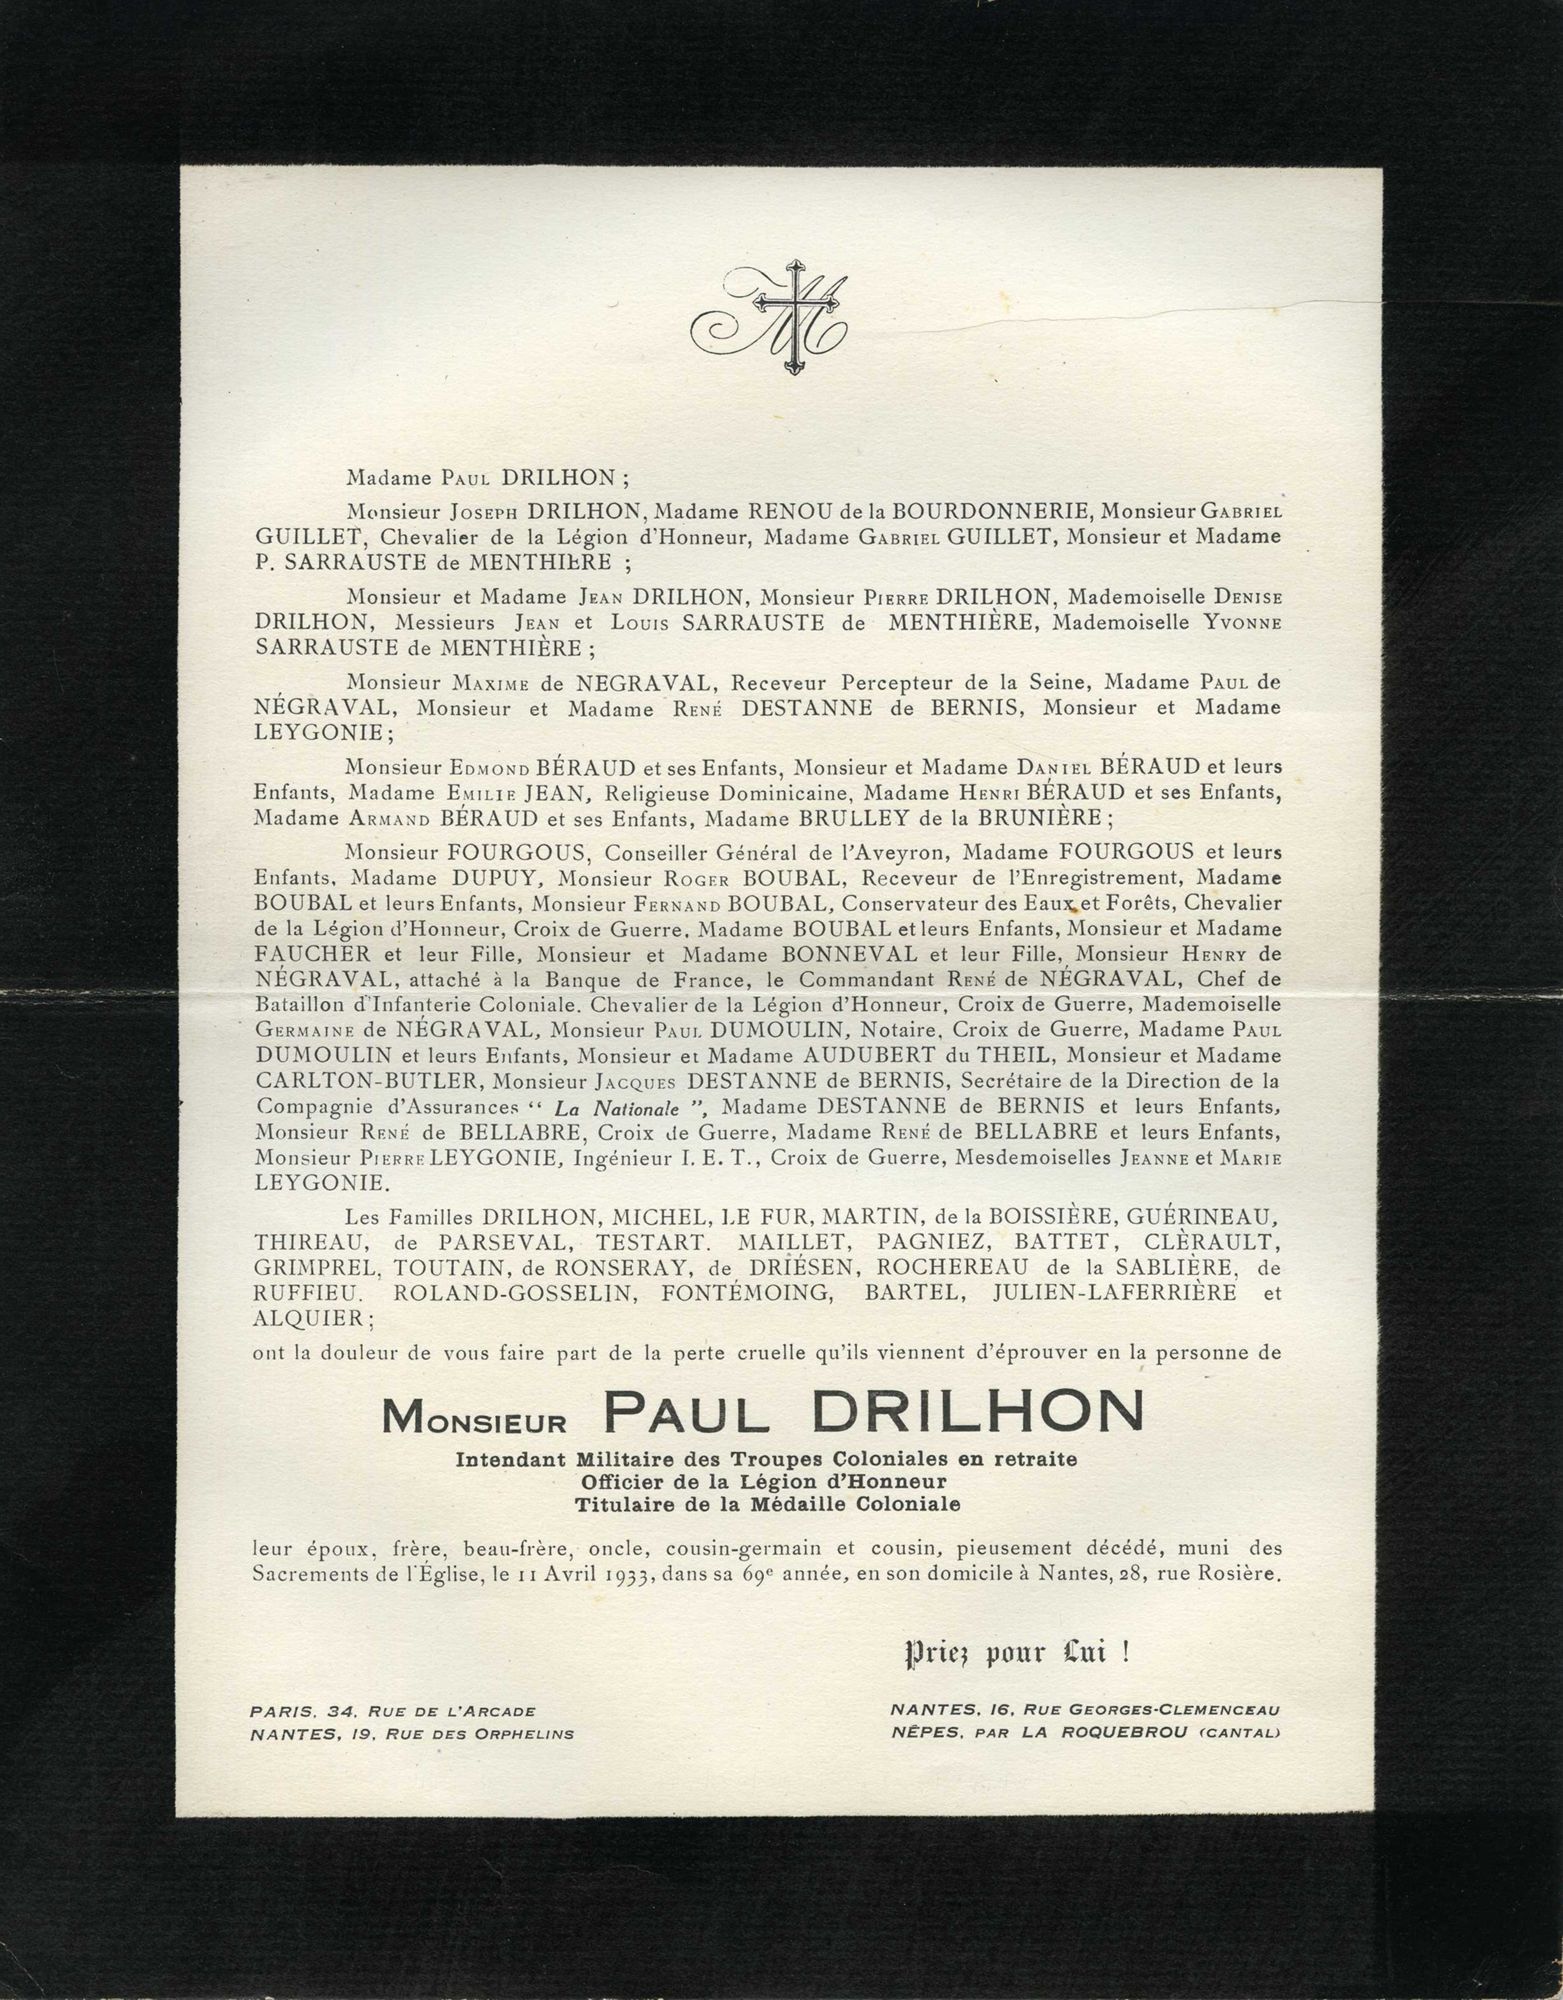 M
Madame PAUL DRILHON ;
Monsieur JOSEPH DRILHON, Madame RENOU de la BOURDONNERIE, Monsieur GABRIEL
GUILLET, Chevalier de la Légion d'Honneur, Madame GABRIEL GUILLET, Monsieur et Madame
P. SARRAUSTE de MENTHIÈRE ;
Monsieur et Madame JEAN DRILHON, Monsieur PIERRE DRILHON, Mademoiselle DENISE
DRILHON, Messieurs JEAN et LOUIS SARRAUSTE de MENTHIÈRE, Mademoiselle YVONNE
SARRAUSTE de MENTHIÈRE ;
Monsieur MAXIME de NEGRAVAL, Receveur Percepteur de la Seine, Madame PAUL de
NÉGRAVAL, Monsieur et Madame RENÉ DESTANNE de BERNIS, Monsieur et Madame
LEYGONIE ;
Monsieur EDMOND BÉRAUD et ses Enfants, Monsieur et Madame DANIEL BÉRAUD et leurs
Enfants, Madame EMILIE JEAN, Religieuse Dominicaine, Madame HENRI BÉRAUD et ses Enfants,
Madame ARMAND BÉRAUD et ses Enfants, Madame BRULLEY de la BRUNIÈRE ;
Monsieur FOURGOUS, Conseiller Général de l'Aveyron, Madame FOURGOUS et leurs
Enfants, Madame DUPUY, Monsieur ROGER BOUBAL, Receveur de l'Enregistrement, Madame
BOUBAL et leurs Enfants, Monsieur FERNAND BOUBAL, Conservateur des Eaux et Forêts, Chevalier
de la Légion d'Honneur, Croix de Guerre, Madame BOUBAL et leurs Enfants, Monsieur et Madame
FAUCHER et leur Fille, Monsieur et Madame BONNEVAL et leur Fille, Monsieur HENRY de
NÉGRAVAL, attaché à la Banque de France, le Commandant RENÉ de NÉGRAVAL, Chef de
Bataillon d'Infanterie Coloniale. Chevalier de la Légion d'Honneur, Croix de Guerre, Mademoiselle
GERMAINE de NÉGRAVAL, Monsieur PAUL DUMOULIN, Notaire, Croix de Guerre, Madame PAUL
DUMOULIN et leurs Enfants, Monsieur et Madame AUDUBERT du THEIL, Monsieur et Madame
CARLTON-BUTLER, Monsieur JACQUES DESTANNE de BERNIS, Secrétaire de la Direction de la
Compagnie d'Assurances “ La Nationale ”, Madame DESTANNE de BERNIS et leurs Enfants,
Monsieur RENÉ de BELLABRE, Croix de Guerre, Madame RENÉ de BELLABRE et leurs Enfants,
Monsieur PIERRE LEYGONIE, Ingénieur I. E. T., Croix de Guerre, Mesdemoiselles JEANNE et MARIE
LEYGONIE.
Les Familles DRILHON, MICHEL, LE FUR, MARTIN, de la BOISSIÈRE, GUÉRINEAU,
THIREAU, de PARSEVAL, TESTART. MAILLET, PAGNIEZ, BATTET, CLÈRAULT,
GRIMPREL, TOUTAIN, de RONSERAY, de DRIÉSEN, ROCHEREAU de la SABLIÈRE, de
RUFFIEU. ROLAND-GOSSELIN, FONTÉMOING, BARTEL, JULIEN-LAFERRIÈRE et
ALQUIER ;
ont la douleur de vous faire part de la perte cruelle qu'ils viennent d'éprouver en la personne de
MONSIEUR PAUL DRILHON
Intendant Militaire des Troupes Coloniales en retraite
Officier de la Légion d'Honneur
Titulaire de la Médaille Coloniale
leur époux, frère, beau-frère, oncle, cousin-germain et cousin, pieusement décédé, muni des
Sacrements de l'Église, le 11 Avril 1933, dans sa 69e année, en son domicile à Nantes, 28, rue Rosière.
Priez pour Lui !
PARIS, 34, RUE DE L'ARCADE
NANTES, 19, RUE DES ORPHELINS
NANTES, 16, RUE GEORGES-CLEMENCEAU
NÊPES, PAR LA ROQUEBROU (CANTAL)